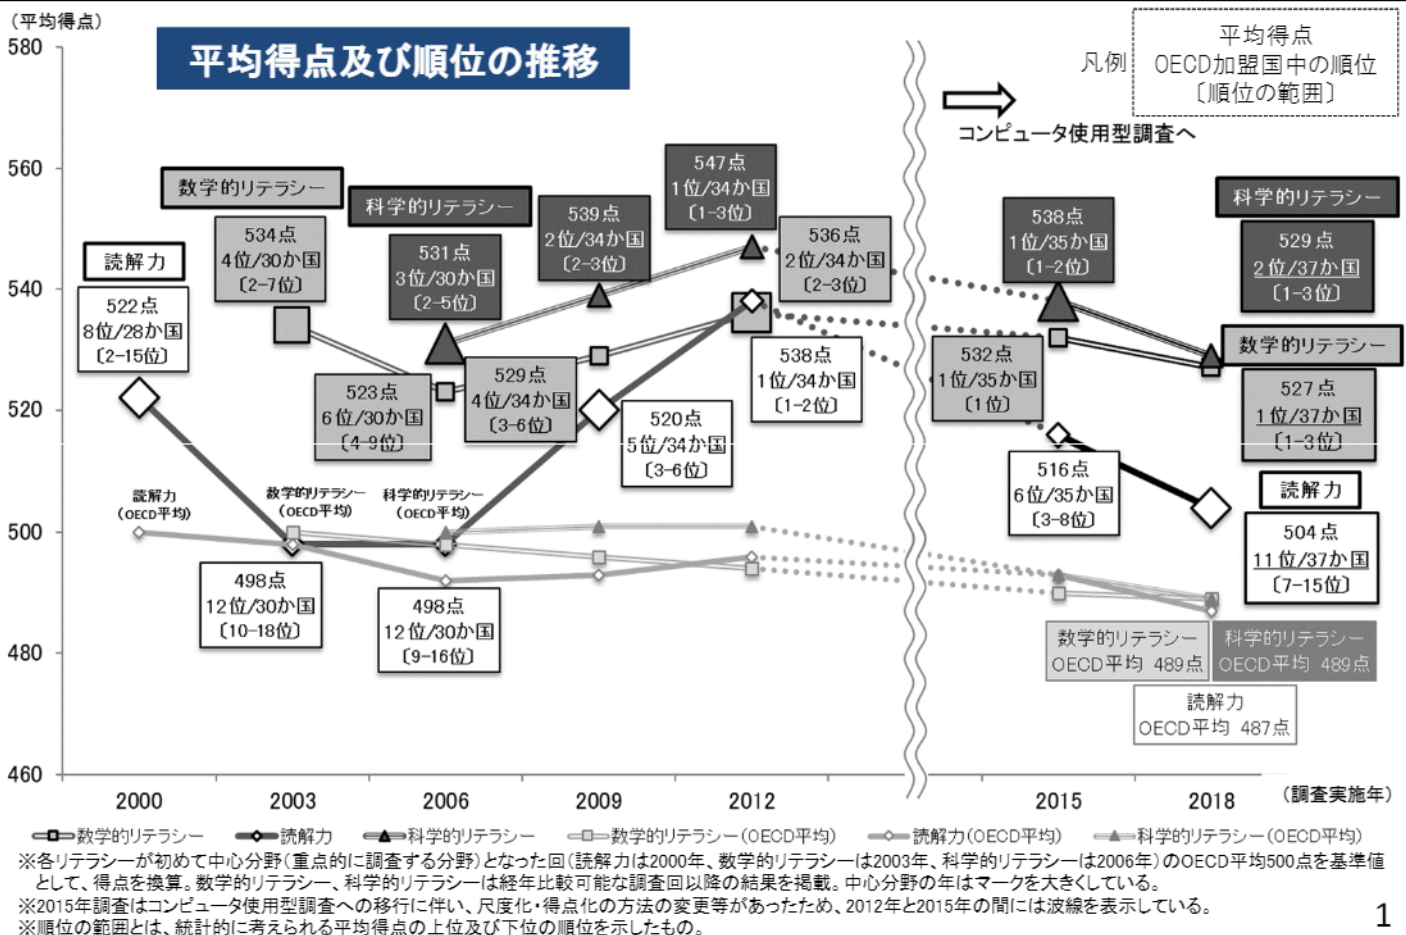 (平均得点)
平均得点及び順位の推移
凡例
平均得点
OECD加盟国中の順位
〔順位の範囲〕
コンピュータ使用型調査へ
580
560
540
520
500
480
460
読解力
522点
8位/28か国
〔2-15位〕
数学的リテラシー
534点
4位/30か国
〔2-7位〕
科学的リテラシー
531点
3位/30か国
〔2-5位〕
539点
2位/34か国
〔2-3位〕
547点
1位/34か国
〔1-3位〕
536点
2位/34か国
〔2-3位〕
538点
1位/35か国
〔1-2位〕
科学的リテラシー
529点
2位/37か国
〔1-3位〕
523点
6位/30か国
〔4-9位〕
529点
4位/34か国
〔3-6位〕
520点
5位/34か国
〔3-6位〕
538点
1位/34か国
〔1-2位〕
532点
1位/35か国
〔1位〕
数学的リテラシー
527点
1位/37か国
〔1-3位〕
516点
6位/35か国
〔3-8位〕
読解力
504点
11位/37か国
〔7-15位〕
読解力
(OECD平均)
数学的リテラシー
(OECD平均)
科学的リテラシー
(OECD平均)
498点
12位/30か国
〔10-18位〕
498点
12位/30か国
〔9-16位〕
数学的リテラシー
OECD平均 489点
科学的リテラシー
OECD平均 489点
読解力
OECD平均 487点
2000 2003 2006 2009 2012 2015 2018 (調査実施年)
数学的リテラシー 読解力 科学的リテラシー 数学的リテラシー(OECD平均) 読解力(OECD平均) 科学的リテラシー(OECD平均)
※各リテラシーが初めて中心分野(重点的に調査する分野)となった回(読解力は2000年、数学的リテラシーは2003年、科学的リテラシーは2006年)のOECD平均500点を基準値
として、得点を換算。数学的リテラシー、科学的リテラシーは経年比較可能な調査回以降の結果を掲載。中心分野の年はマークを大きくしている。
※2015年調査はコンピュータ使用型調査への移行に伴い、尺度化・得点化の方法の変更等があったため、2012年と2015年の間には波線を表示している。
※順位の範囲とは、統計的に考えられる平均得点の上位及び下位の順位を示したもの。
1